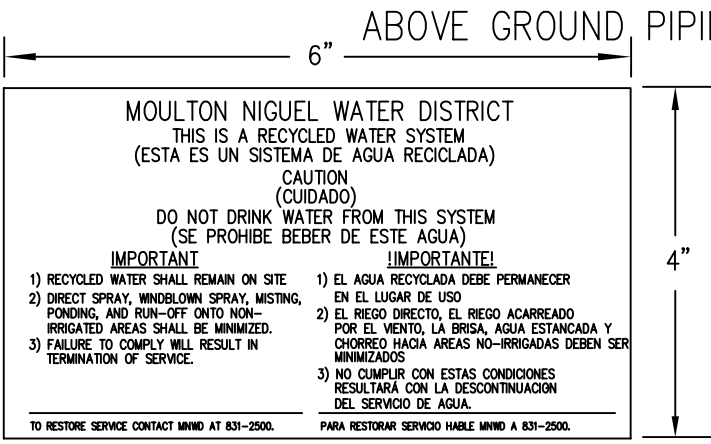 ABOVE GROUND
6"
MOULTON NIGUEL WATER DISTRICT
THIS IS A RECYCLED WATER SYSTEM
(ESTA ES UN SISTEMA DE AGUA RECICLADA)
CAUTION
(CUIDADO)
DO NOT DRINK WATER FROM THIS SYSTEM
(SE PROHIBE BEBER DE ESTE AGUA)
IMPORTANT
1) RECYCLED WATER SHALL REMAIN ON SITE
2) DIRECT SPRAY, WINDBLOWN SPRAY, MISTING,
PONDING, AND RUN-OFF ONTO NON-
IRRIGATED AREAS SHALL BE MINIMIZED.
3) FAILURE TO COMPLY WILL RESULT IN
TERMINATION OF SERVICE.
TO RESTORE SERVICE CONTACT MNWD AT 831-2500.
!IMPORTANTE!
1) EL AGUA RECYCLADA DEBE PERMANECER
EN EL LUGAR DE USO
2) EL RIEGO DIRECTO, EL RIEGO ACARREADO
POR EL VIENTO, LA BRISA, AGUA ESTANCADA Y
CHORREO HACIA AREAS NO-IRRIGADAS DEBEN SER
MINIMIZADOS
3) NO CUMPLIR CON ESTAS CONDICIONES
RESULTARÁ CON LA DESCONTINUACION
DEL SERVICIO DE AGUA.
PARA RESTORAR SERVICIO HABLE MNWD A 831-2500.
4"